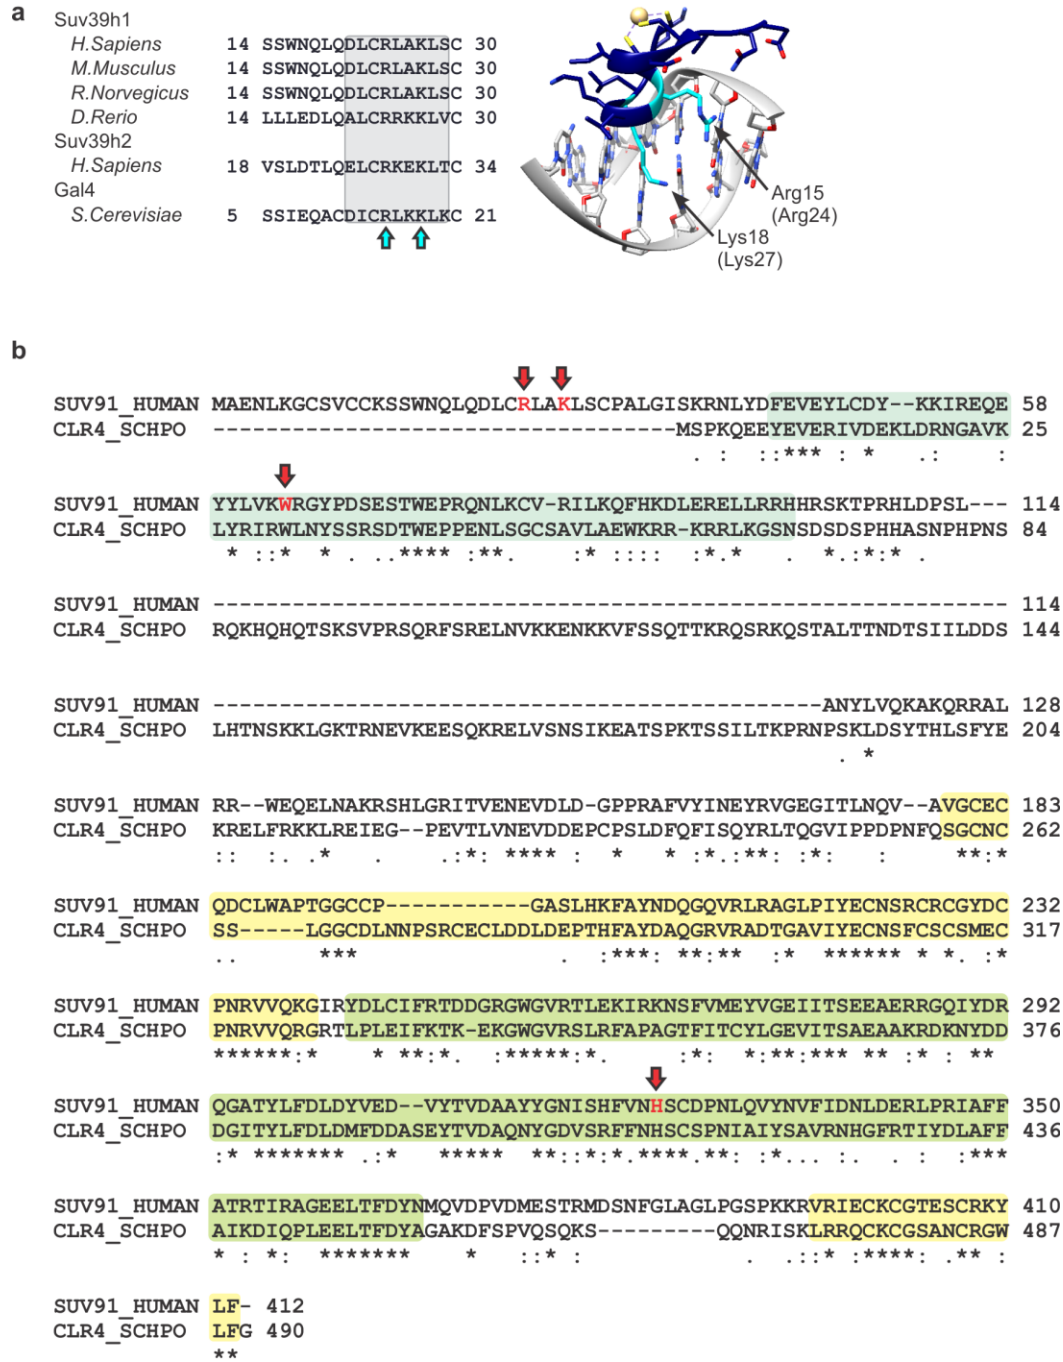 a
Suv39h1
H.Sapiens 14 SSWNQLQDLCRLAKLSC 30
M.Musculus 14 SSWNQLQDLCRLAKLSC 30
R.Norvegicus 14 SSWNQLQDLCRLAKLSC 30
D.Rerio 14 LLLEDLQALCRRKKLVC 30
Suv39h2
H.Sapiens 18 VSLDTLQELCRKEKLTC 34
Gal4
S.Cerevisiae 5 SSIEQACDICRLKKLKC 21
Arg15
(Arg24)
Lys18
(Lys27)
b
SUV91_HUMAN MAENLKGCSVCCKSSWNQLQDLCRLAKLSCPALGISKRNLYDFEVEYLCDY--KKIREQE 58
CLR4_SCHPO -----------------------------------MSPKQEEYEVERIVDEKLDRNGAVK 25
. : ::***: * .: :
SUV91_HUMAN YYLVKWRGYPDSESTWEPRQNLKCV-RILKQFHKDLERELLRRHHRSKTPRHLDPSL--- 114
CLR4_SCHPO LYRIRWLNYSSRSDTWEPPENLSGCSAVLAEWKRR-KRRLKGSNSDSDSPHHASNPHPNS 84
* ::* * . ..**** :**. :* :::: :*.* *.:*:* .
SUV91_HUMAN ------------------------------------------------------------ 114
CLR4_SCHPO RQKHQHQTSKSVPRSQRFSRELNVKKENKKVFSSQTTKRQSRKQSTALTTNDTSIILDDS 144
SUV91_HUMAN ----------------------------------------------ANYLVQKAKQRRAL 128
CLR4_SCHPO LHTNSKKLGKTRNEVKEESQKRELVSNSIKEATSPKTSSILTKPRNPSKLDSYTHLSFYE 204
. *
SUV91_HUMAN RR--WEQELNAKRSHLGRITVENEVDLD-GPPRAFVYINEYRVGEGITLNQV--AVGCEC 183
CLR4_SCHPO KRELFRKKLREIEG--PEVTLVNEVDDEPCPSLDFQFISQYRLTQGVIPPDPNFQSGCNC 262
:: :. .* . .:*: **** : * * :*.:**: :*: : **:*
SUV91_HUMAN QDCLWAPTGGCCP-----------GASLHKFAYNDQGQVRLRAGLPIYECNSRCRCGYDC 232
CLR4_SCHPO SS-----LGGCDLNNPSRCECLDDLDEPTHFAYDAQGRVRADTGAVIYECNSFCSCSMEC 317
.. *** . :***: **:** :* ****** * *. :*
SUV91_HUMAN PNRVVQKGIRYDLCIFRTDDGRGWGVRTLEKIRKNSFVMEYVGEIITSEEAERRGQIYDR 292
CLR4_SCHPO PNRVVQRGRTLPLEIFKTK-EKGWGVRSLRFAPAGTFITCYLGEVITSAEAAKRDKNYDD 376
******:* * **:*. :*****:*. :*: *:**:*** ** :* : **
SUV91_HUMAN QGATYLFDLDYVED--VYTVDAAYYGNISHFVNHSCDPNLQVYNVFIDNLDERLPRIAFF 350
CLR4_SCHPO DGITYLFDLDMFDDASEYTVDAQNYGDVSRFFNHSCSPNIAIYSAVRNHGFRTIYDLAFF 436
:* ******* .:* ***** **::*:*.****.**: :*... :. . : :***
SUV91_HUMAN ATRTIRAGEELTFDYNMQVDPVDMESTRMDSNFGLAGLPGSPKKRVRIECKCGTESCRKY 410
CLR4_SCHPO AIKDIQPLEELTFDYAGAKDFSPVQSQKS---------QQNRISKLRRQCKCGSANCRGW 487
* : *: ******* * :* : . .::* :****: .** :
SUV91_HUMAN LF- 412
CLR4_SCHPO LFG 490
**